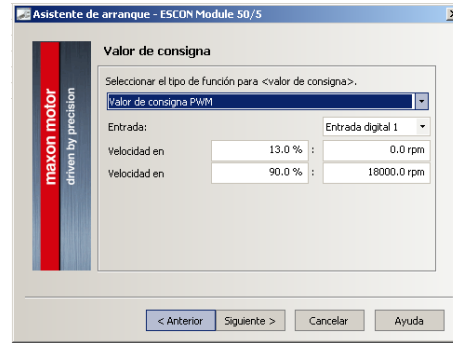 Asistente de arranque - ESCON Module 50/5
maxon motor
driven by precision
Valor de consigna
Seleccionar el tipo de función para <valor de consigna>.
Valor de consigna PWM
Entrada: Entrada digital 1
Velocidad en 13.0 % : 0.0 rpm
Velocidad en 90.0 % : 18000.0 rpm
< Anterior Siguiente > Cancelar Ayuda